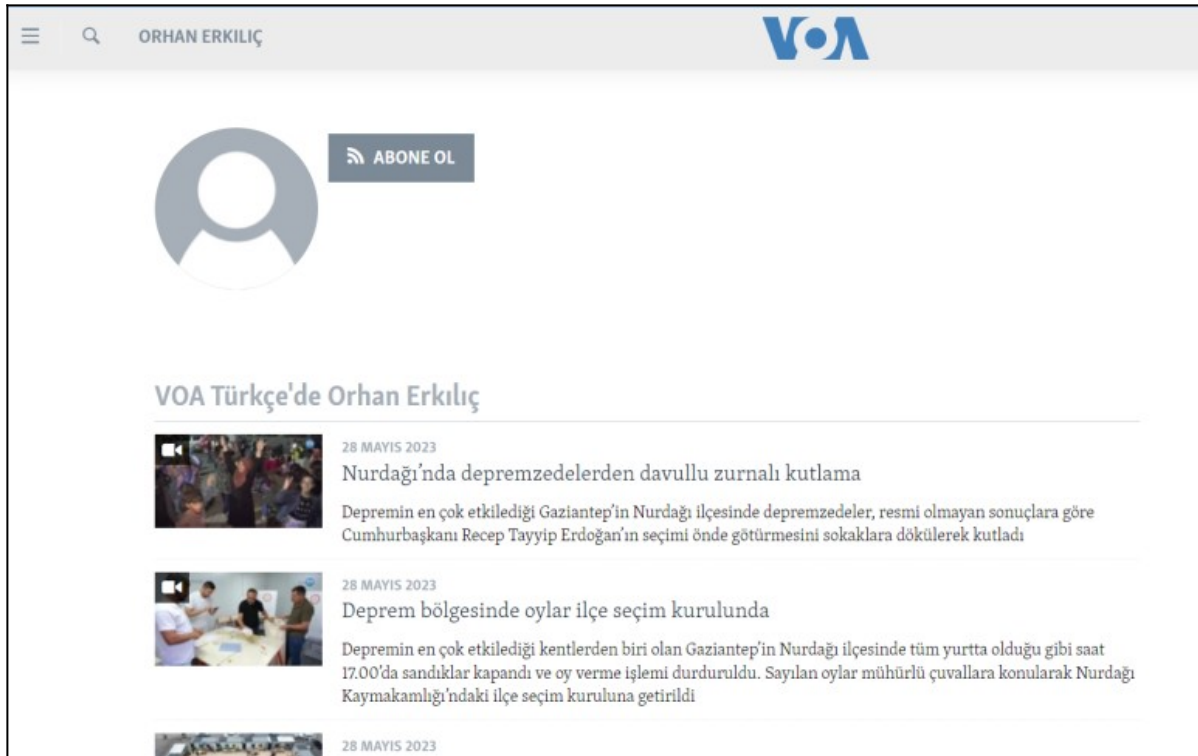 ORHAN ERKILIÇ
VOA
ABONE OL
VOA Türkçe'de Orhan Erkılıç
28 MAYIS 2023
Nurdağı’nda depremzedelerden davullu zurnalı kutlama
Depremin en çok etkilediği Gaziantep’in Nurdağı ilçesinde depremzedeler, resmi olmayan sonuçlara göre
Cumhurbaşkanı Recep Tayyip Erdoğan’ın seçimi önde götürmesini sokaklara dökülerek kutladı
28 MAYIS 2023
Deprem bölgesinde oylar ilçe seçim kurulunda
Depremin en çok etkilediği kentlerden biri olan Gaziantep’in Nurdağı ilçesinde tüm yurtta olduğu gibi saat
17.00’da sandıklar kapandı ve oy verme işlemi durduruldu. Sayılan oylar mühürlü çuvallara konularak Nurdağı
Kaymakamlığı’ndaki ilçe seçim kuruluna getirildi
28 MAYIS 2023